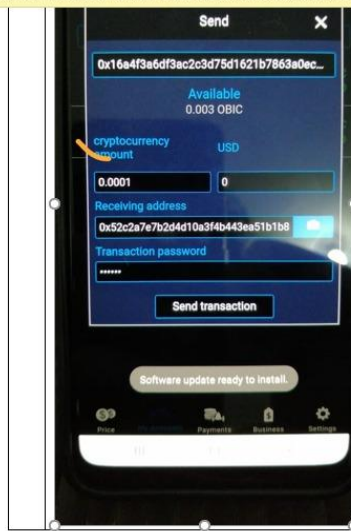 Send X
0x16a4f3a6df3ac2c3d75d1621b7863a0ec...
Available
0.003 OBIC
cryptocurrency
amount
USD
0.0001
0
Receiving address
0x52c2a7e7b2d4d10a3f4b443ea51b1b8
Transaction password
Send transaction
Software update ready to install.
Price
Payments
Business
Settings